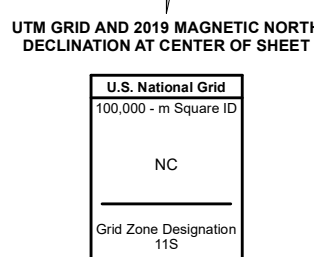 UTM GRID AND 2019 MAGNETIC NORTH
DECLINATION AT CENTER OF SHEET
U.S. National Grid
100,000 - m Square ID
NC
Grid Zone Designation
11S